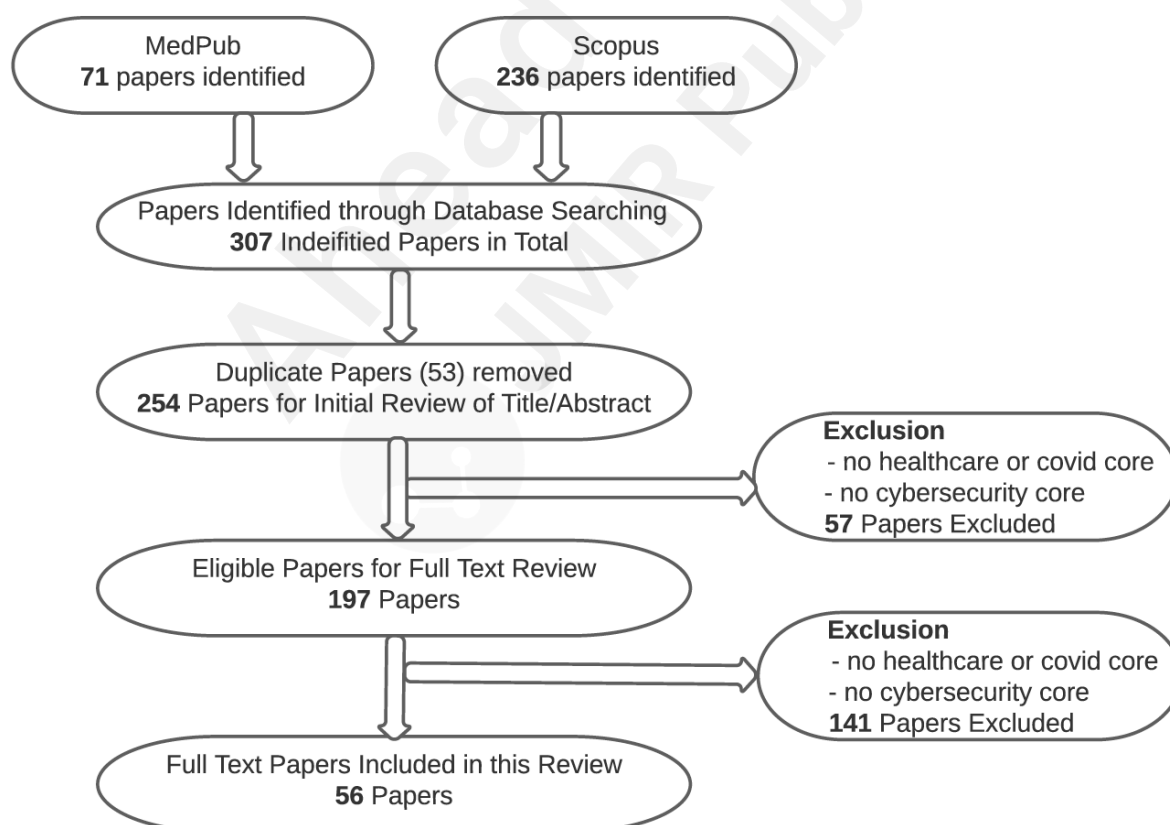 MedPub
71 papers identified
Scopus
236 papers identified
Papers Identified through Database Searching
307 Indeifitied Papers in Total
Duplicate Papers (53) removed
254 Papers for Initial Review of Title/Abstract
Exclusion
- no healthcare or covid core
- no cybersecurity core
57 Papers Excluded
Eligible Papers for Full Text Review
197 Papers
Exclusion
- no healthcare or covid core
- no cybersecurity core
141 Papers Excluded
Full Text Papers Included in this Review
56 Papers
Ahead
JMIR Pub